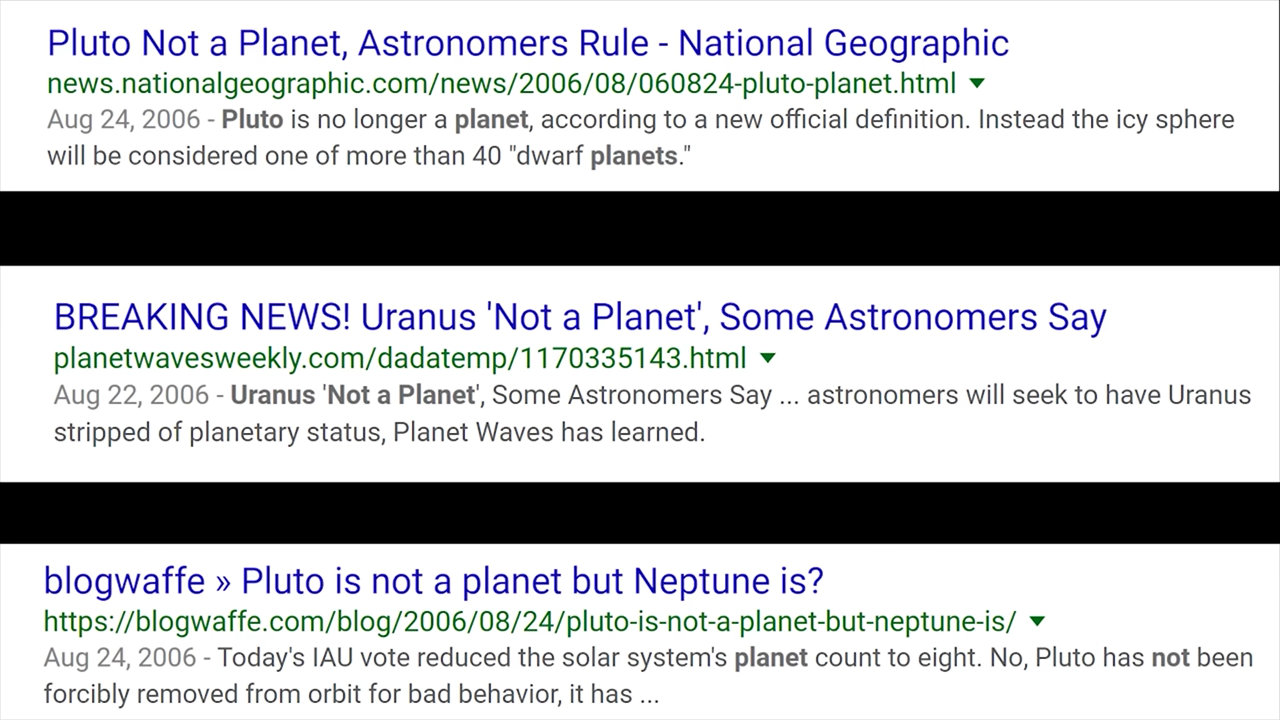 Pluto Not a Planet, Astronomers Rule - National Geographic
news.nationalgeographic.com/news/2006/08/060824-pluto-planet.html ▼
Aug 24, 2006 - Pluto is no longer a planet, according to a new official definition. Instead the icy sphere
will be considered one of more than 40 "dwarf planets."
BREAKING NEWS! Uranus 'Not a Planet', Some Astronomers Say
planetwavesweekly.com/dadatemp/1170335143.html ▼
Aug 22, 2006 - Uranus 'Not a Planet', Some Astronomers Say ... astronomers will seek to have Uranus
stripped of planetary status, Planet Waves has learned.
blogwaffe » Pluto is not a planet but Neptune is?
https://blogwaffe.com/blog/2006/08/24/pluto-is-not-a-planet-but-neptune-is/ ▼
Aug 24, 2006 - Today's IAU vote reduced the solar system's planet count to eight. No, Pluto has not been
forcibly removed from orbit for bad behavior, it has ...